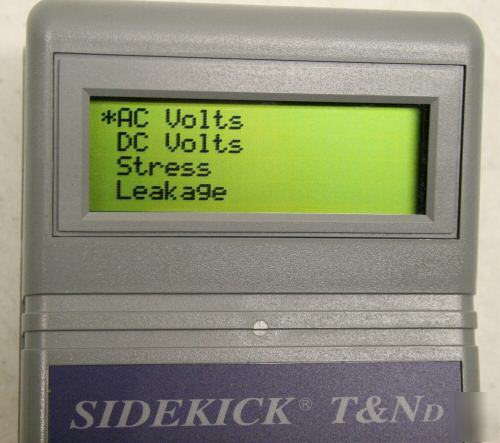 *AC Volts
DC Volts
Stress
Leakage
SIDEKICK® T&ND